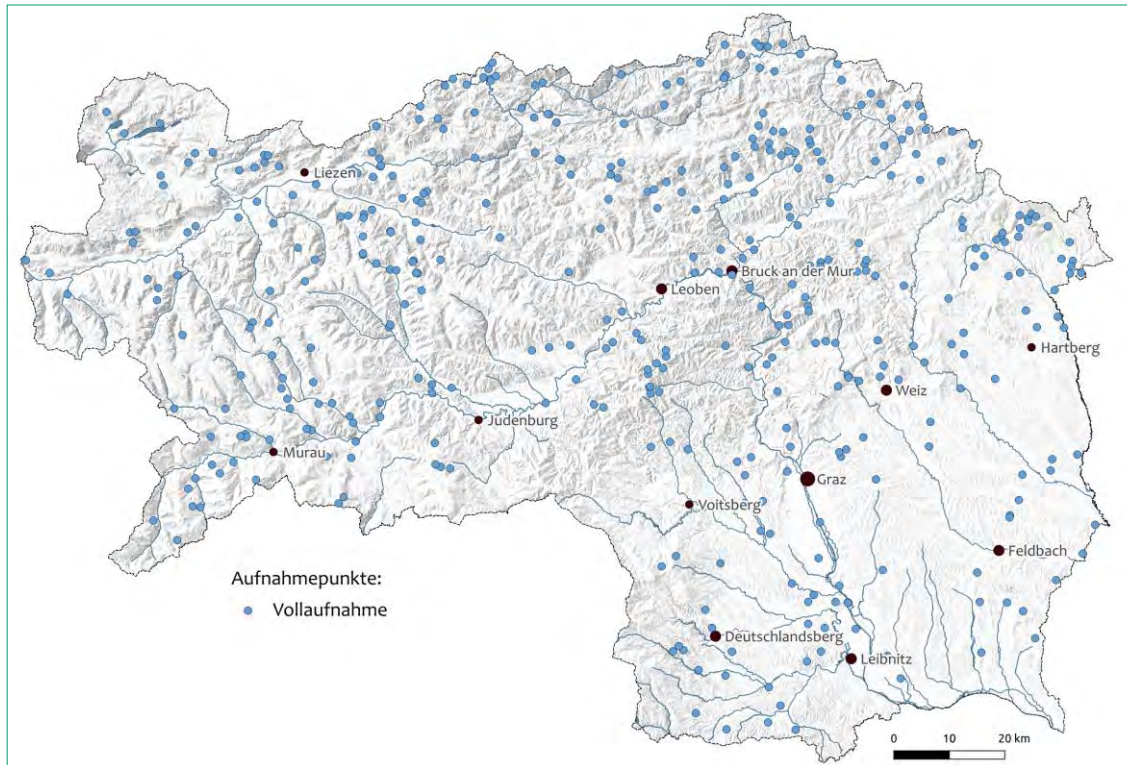 Liezen
Bruck an der Mur
Leoben
Hartberg
Weiz
Judenburg
Murau
Graz
Voitsberg
Feldbach
Aufnahmepunkte:
Vollaufnahme
Deutschlandsberg
Leibnitz
0 10 20 km